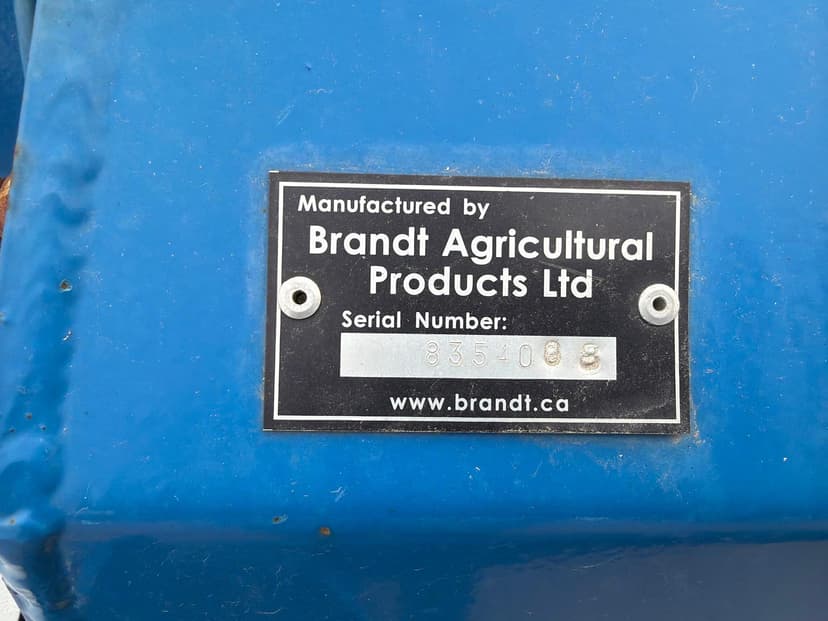 Manufactured by
Brandt Agricultural
Products Ltd
Serial Number:
www.brandt.ca